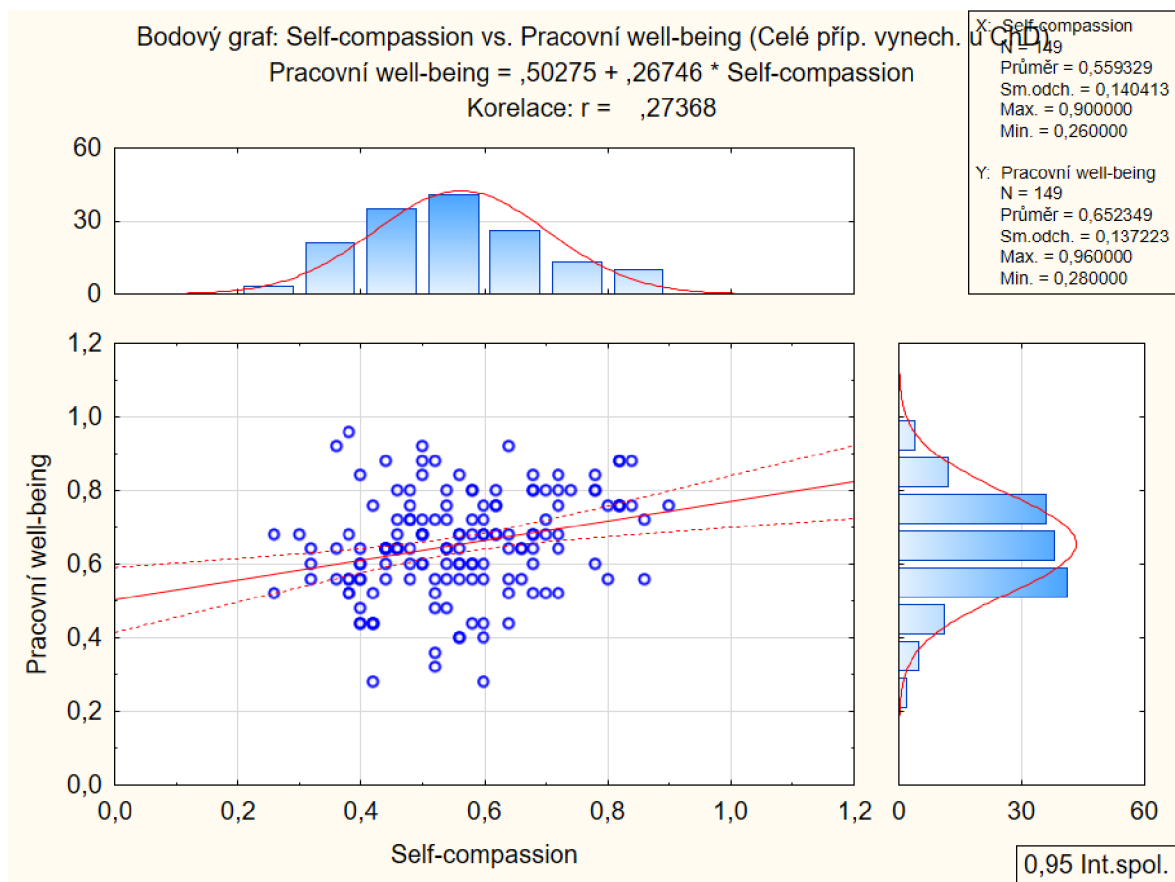 Bodový graf: Self-compassion vs. Pracovní well-being (Celé příp. vynech. u ChD)
Pracovní well-being = ,50275 + ,26746 * Self-compassion
Korelace: r = ,27368
X: Self-compassion
N = 149
Průměr = 0,559329
Sm.odch. = 0,140413
Max. = 0,900000
Min. = 0,260000
Y: Pracovní well-being
N = 149
Průměr = 0,652349
Sm.odch. = 0,137223
Max. = 0,960000
Min. = 0,280000
60
30
0
1,2
1,0
0,8
0,6
0,4
0,2
0,0
Pracovní well-being
0,0 0,2 0,4 0,6 0,8 1,0 1,2
Self-compassion
0 30 60
0,95 Int.spol.